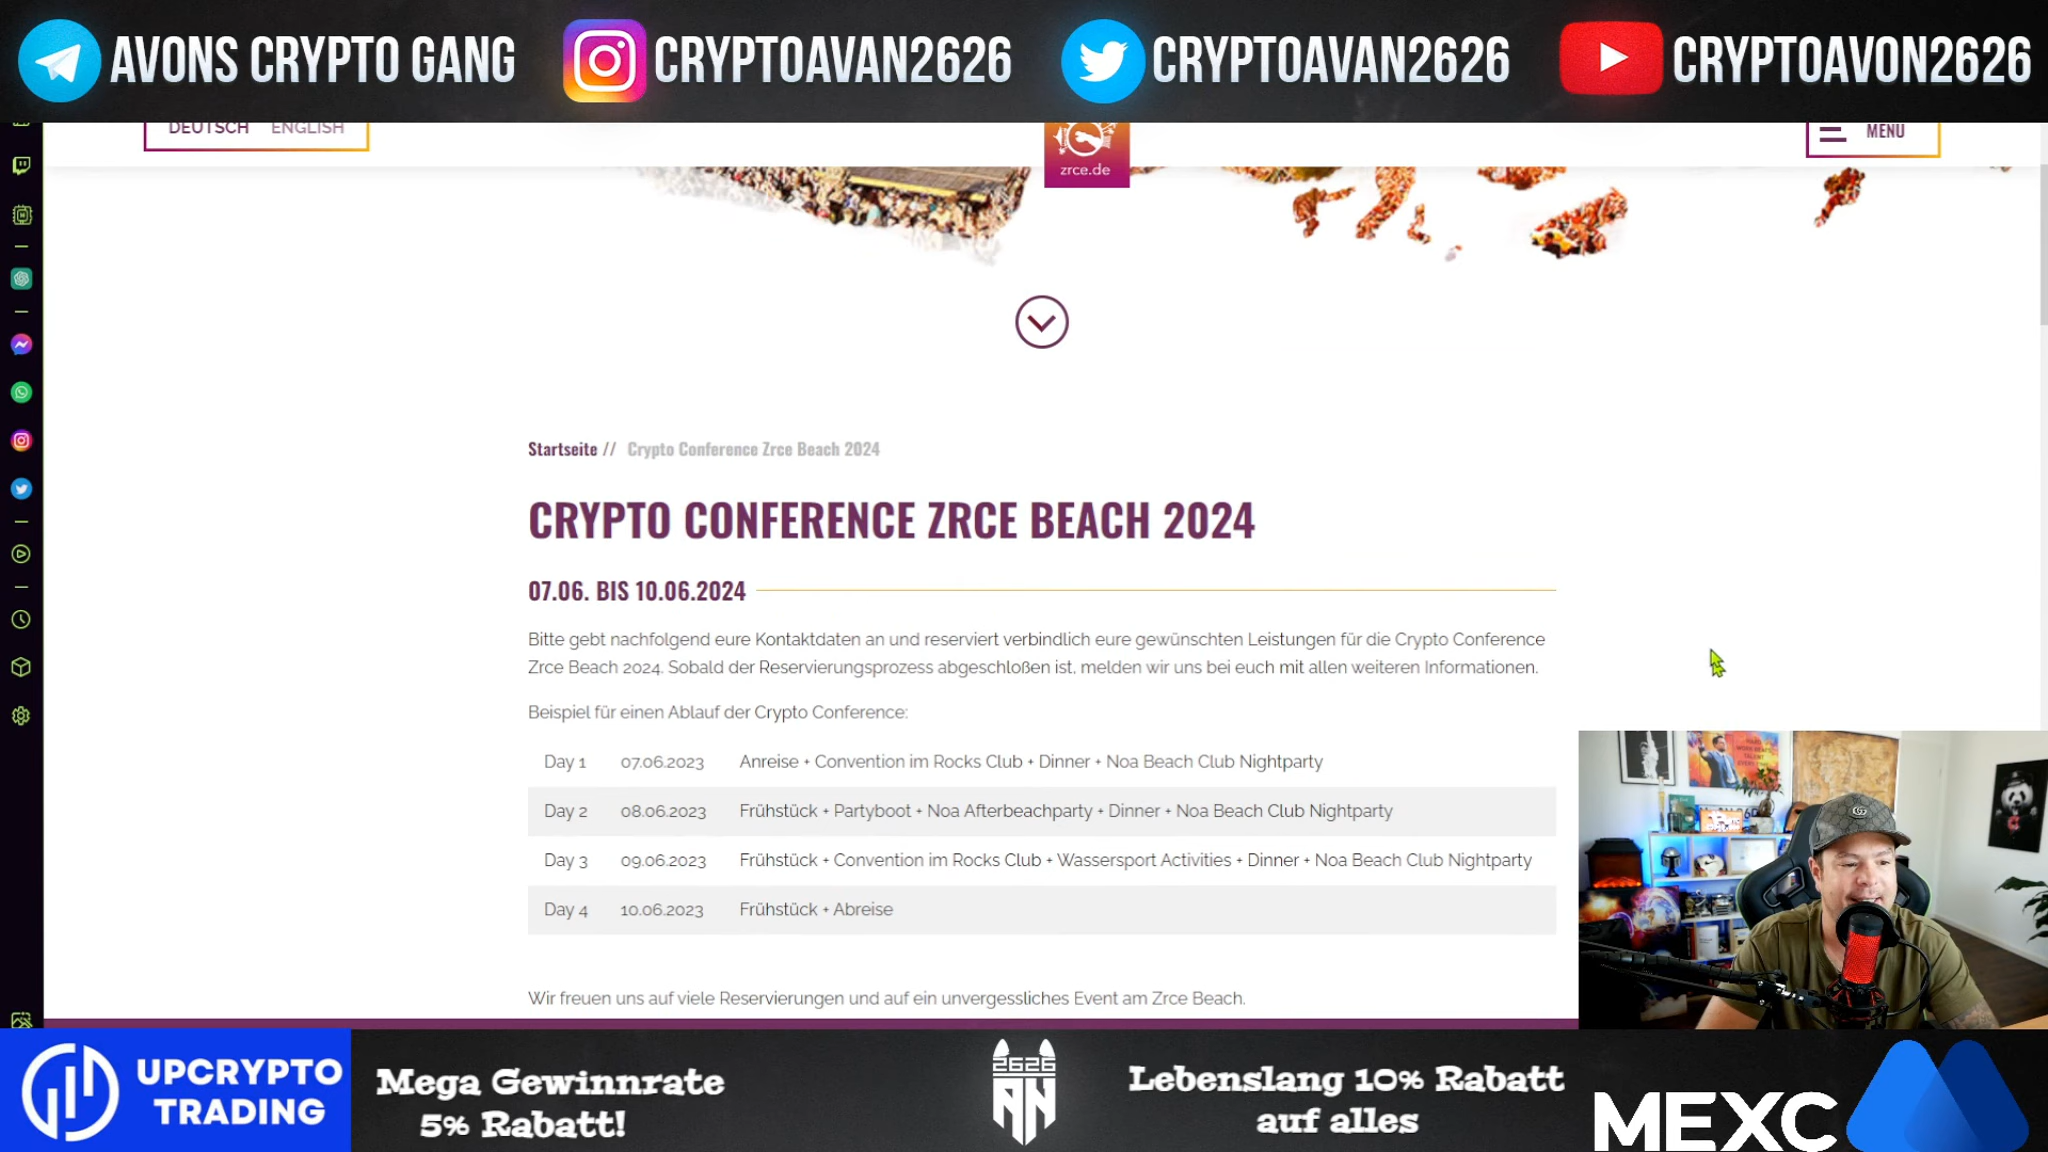 AVONS CRYPTO GANG
CRYPTOAVAN2626
CRYPTOAVAN2626
CRYPTOAVON2626
DEUTSCH ENGLISH
zrce.de
MENÜ
Startseite // Crypto Conference Zrce Beach 2024
CRYPTO CONFERENCE ZRCE BEACH 2024
07.06. BIS 10.06.2024
Bitte gebt nachfolgend eure Kontaktdaten an und reserviert verbindlich eure gewünschten Leistungen für die Crypto Conference
Zrce Beach 2024. Sobald der Reservierungsprozess abgeschloßen ist, melden wir uns bei euch mit allen weiteren Informationen.
Beispiel für einen Ablauf der Crypto Conference:
Day 1 07.06.2023 Anreise + Convention im Rocks Club + Dinner + Noa Beach Club Nightparty
Day 2 08.06.2023 Frühstück + Partyboot + Noa Afterbeachparty + Dinner + Noa Beach Club Nightparty
Day 3 09.06.2023 Frühstück + Convention im Rocks Club + Wassersport Activities + Dinner + Noa Beach Club Nightparty
Day 4 10.06.2023 Frühstück + Abreise
Wir freuen uns auf viele Reservierungen und auf ein unvergessliches Event am Zrce Beach.
UPCRYPTO
TRADING
Mega Gewinnrate
5% Rabatt!
2626
AN
Lebenslang 10% Rabatt
auf alles
MEXC